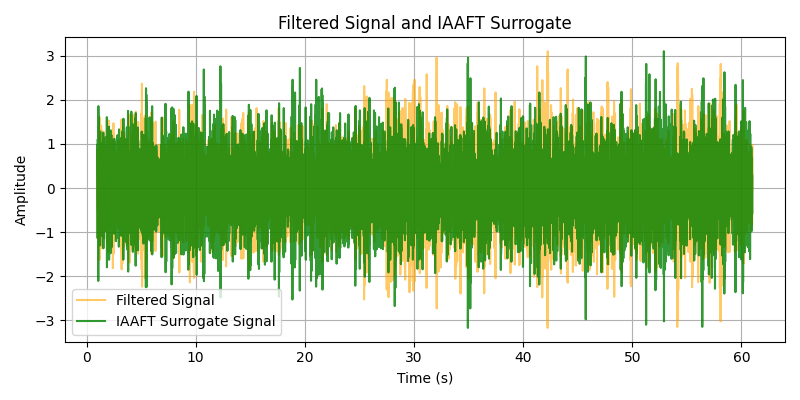 Filtered Signal and IAAFT Surrogate
3
2
1
0
−1
−2
−3
Amplitude
Filtered Signal
IAAFT Surrogate Signal
0 10 20 30 40 50 60
Time (s)